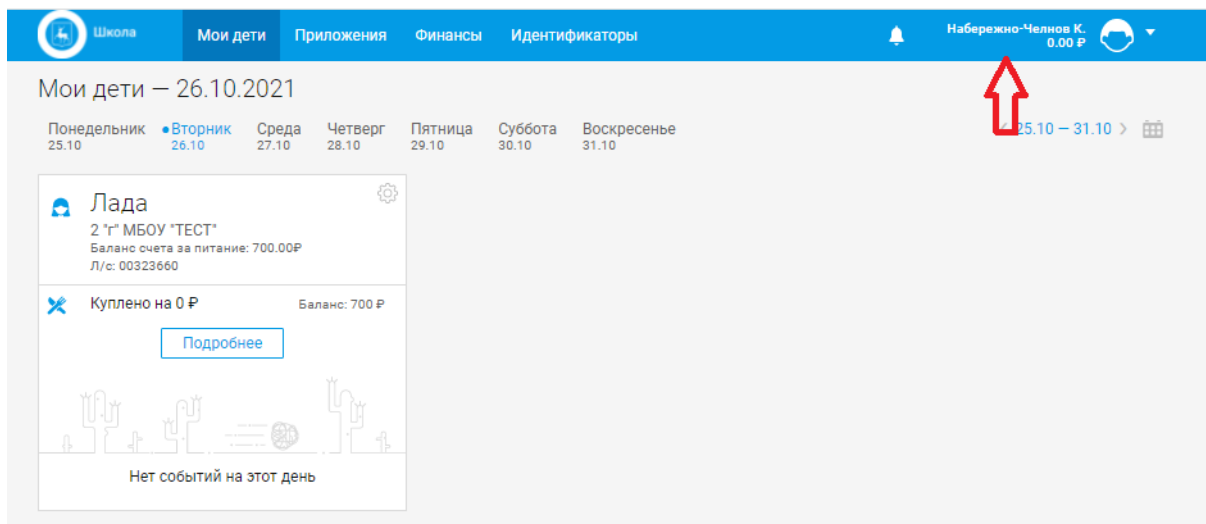 Школа
Мои дети
Приложения
Финансы
Идентификаторы
Набережно-Челнов К.
0.00 ₽
Мои дети — 26.10.2021
Понедельник
25.10
Вторник
26.10
Среда
27.10
Четверг
28.10
Пятница
29.10
Суббота
30.10
Воскресенье
31.10
25.10 — 31.10
Лада
2 "г" МБОУ "ТЕСТ"
Баланс счета за питание: 700.00₽
Л/с: 00323660
Куплено на 0 ₽
Баланс: 700 ₽
Подробнее
Нет событий на этот день